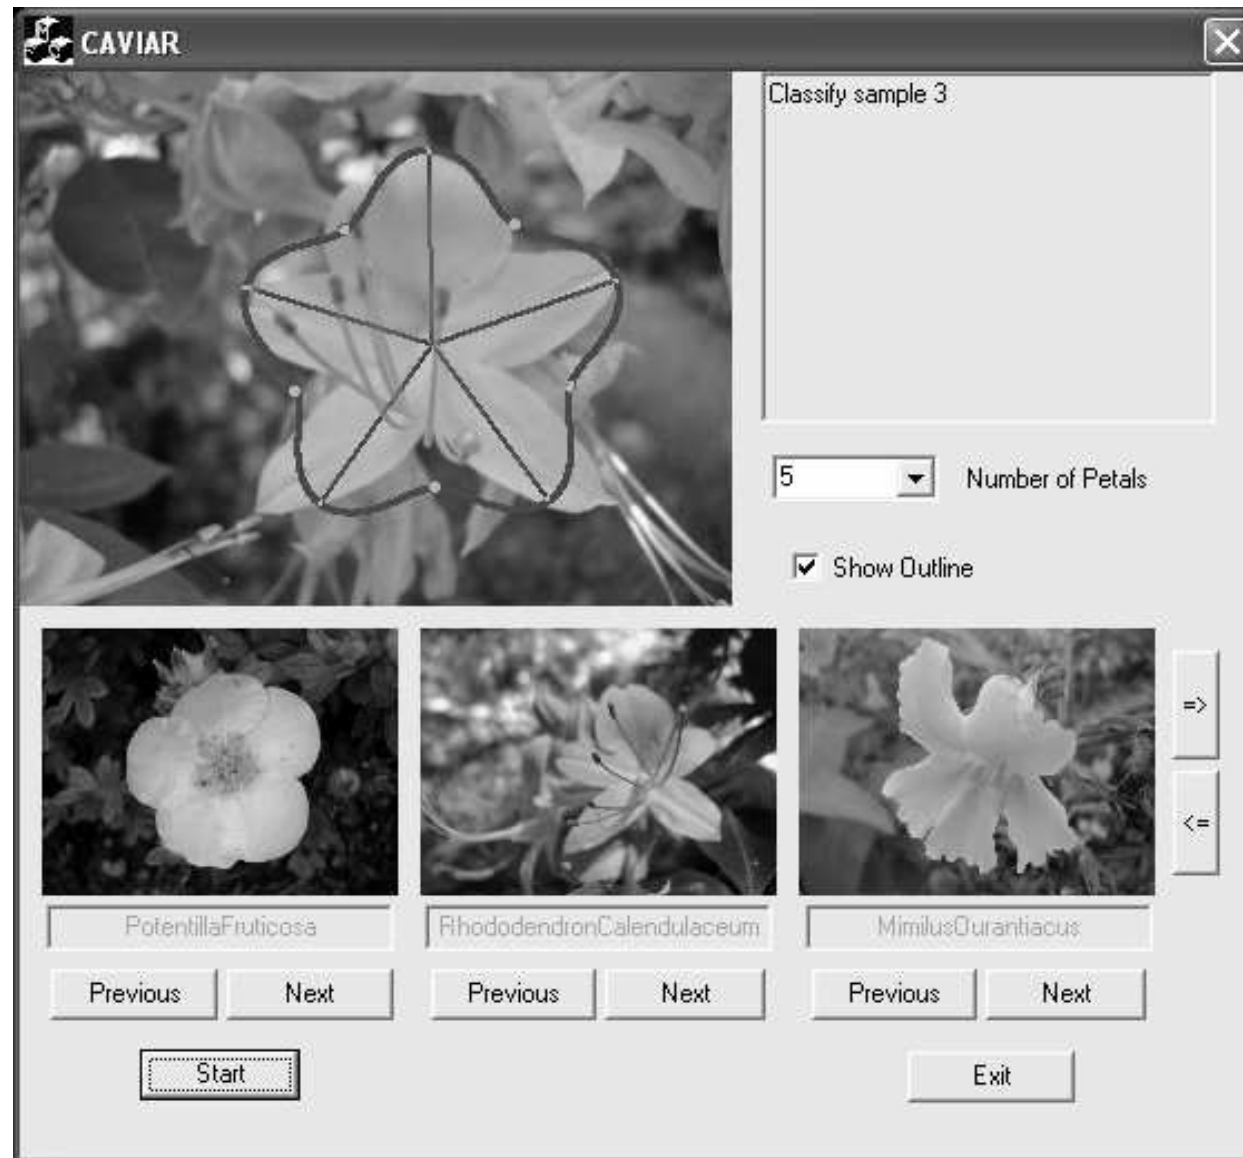 CAVIAR
Classify sample 3
5 Number of Petals
Show Outline
=>
<=
PotentillaFruticosa RhododendronCalendulaceum MimilusOurantiacus
Previous Next Previous Next Previous Next
Start Exit